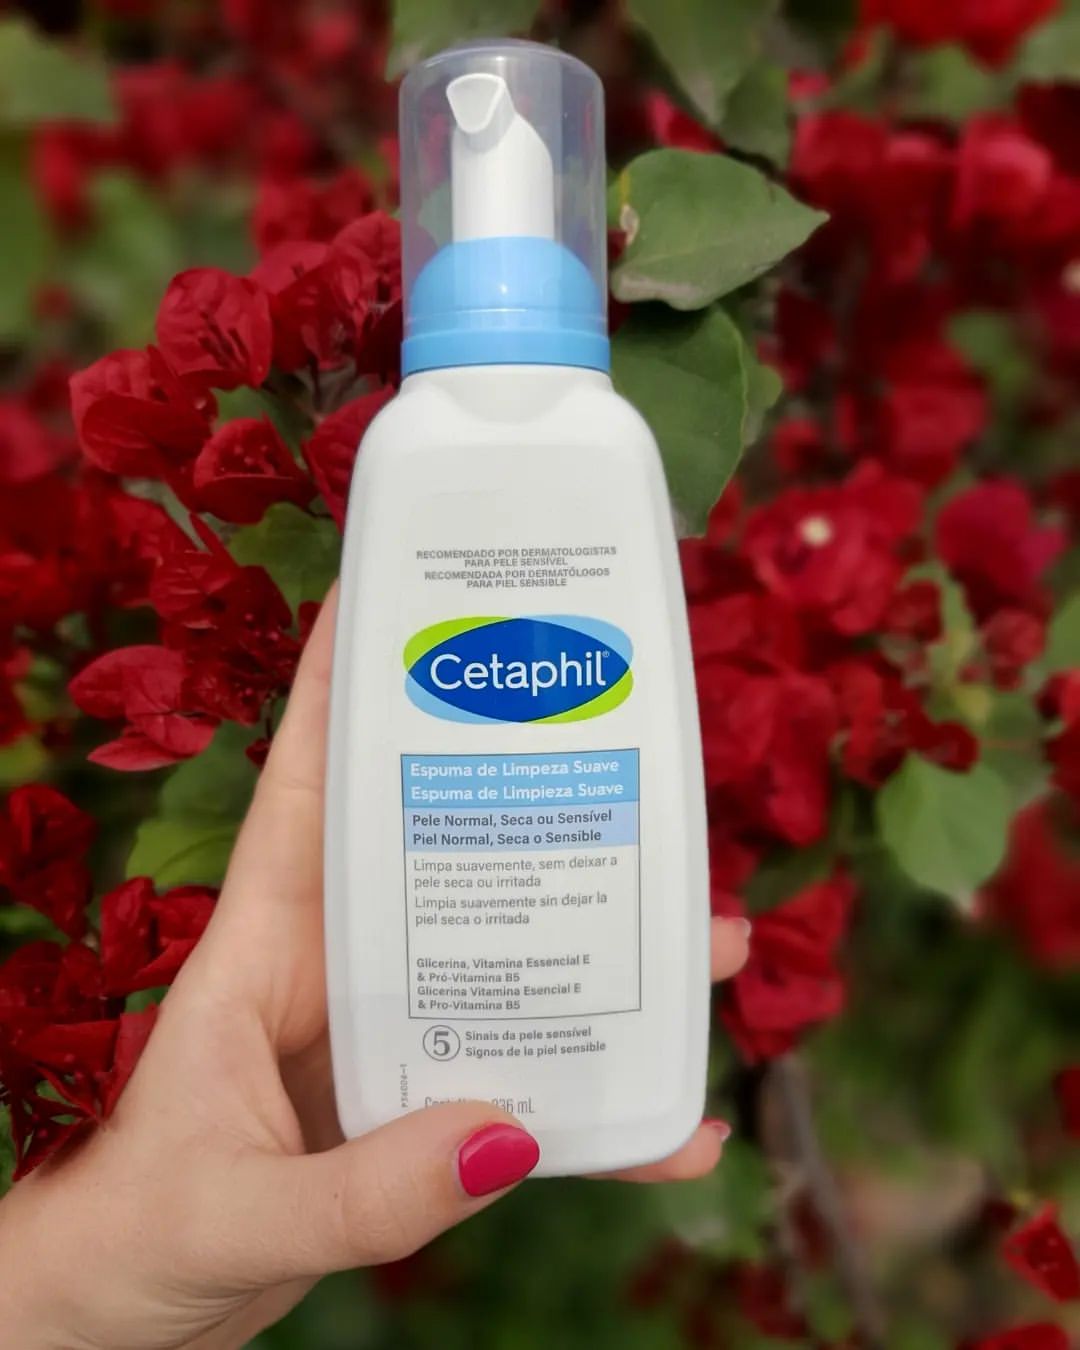 RECOMENDADO POR DERMATOLOGISTAS
PARA PELE SENSÍVEL
RECOMENDADA POR DERMATÓLOGOS
PARA PIEL SENSIBLE
Cetaphil®
Espuma de Limpeza Suave
Espuma de Limpieza Suave
Pele Normal, Seca ou Sensível
Piel Normal, Seca o Sensible
Limpa suavemente, sem deixar a
pele seca ou irritada
Limpia suavemente sin dejar la
piel seca o irritada
Glicerina, Vitamina Essencial E
& Pró-Vitamina B5
Glicerina Vitamina Esencial E
& Pro-Vitamina B5
5 Sinais da pele sensível
Signos de la piel sensible
mL